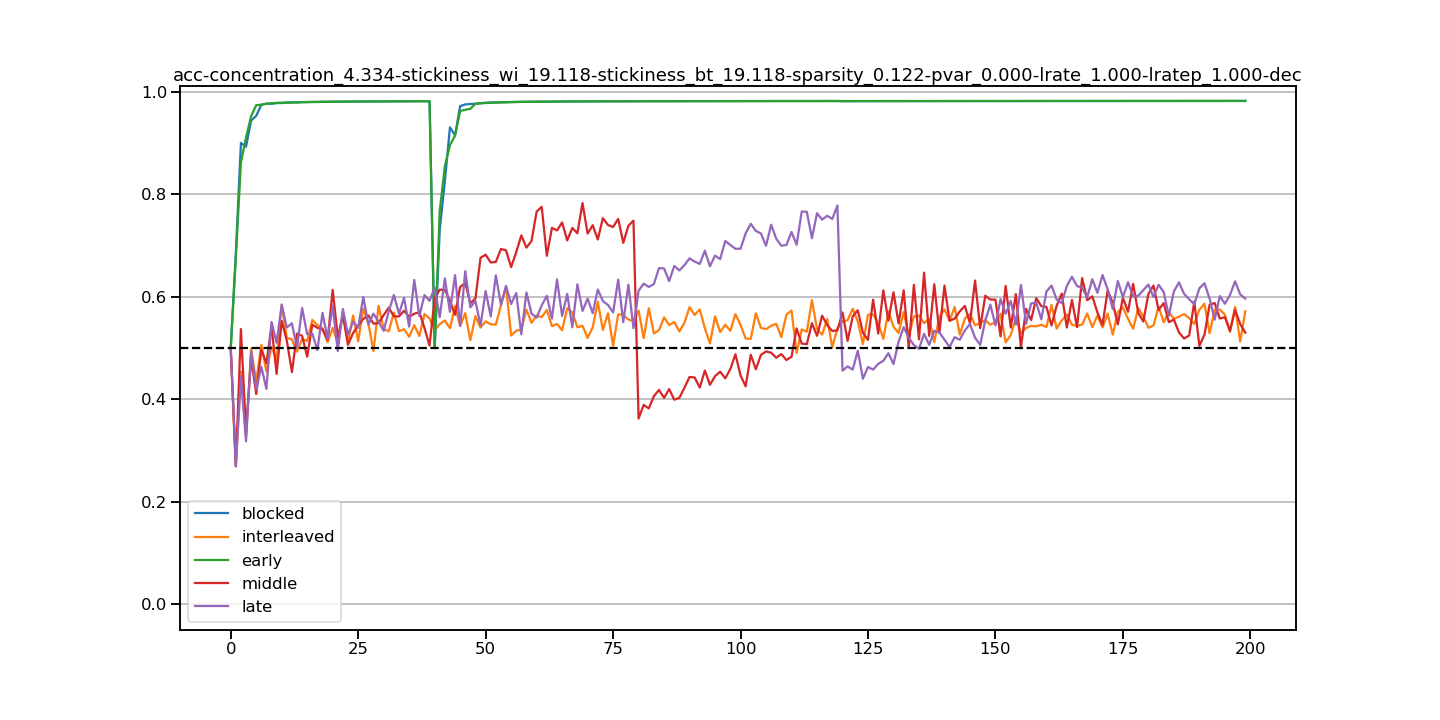 acc-concentration_4.334-stickiness_wi_19.118-stickiness_bt_19.118-sparsity_0.122-pvar_0.000-lrate_1.000-lratep_1.000-dec
1.0
0.8
0.6
0.4
0.2
0.0
blocked
interleaved
early
middle
late
0 25 50 75 100 125 150 175 200